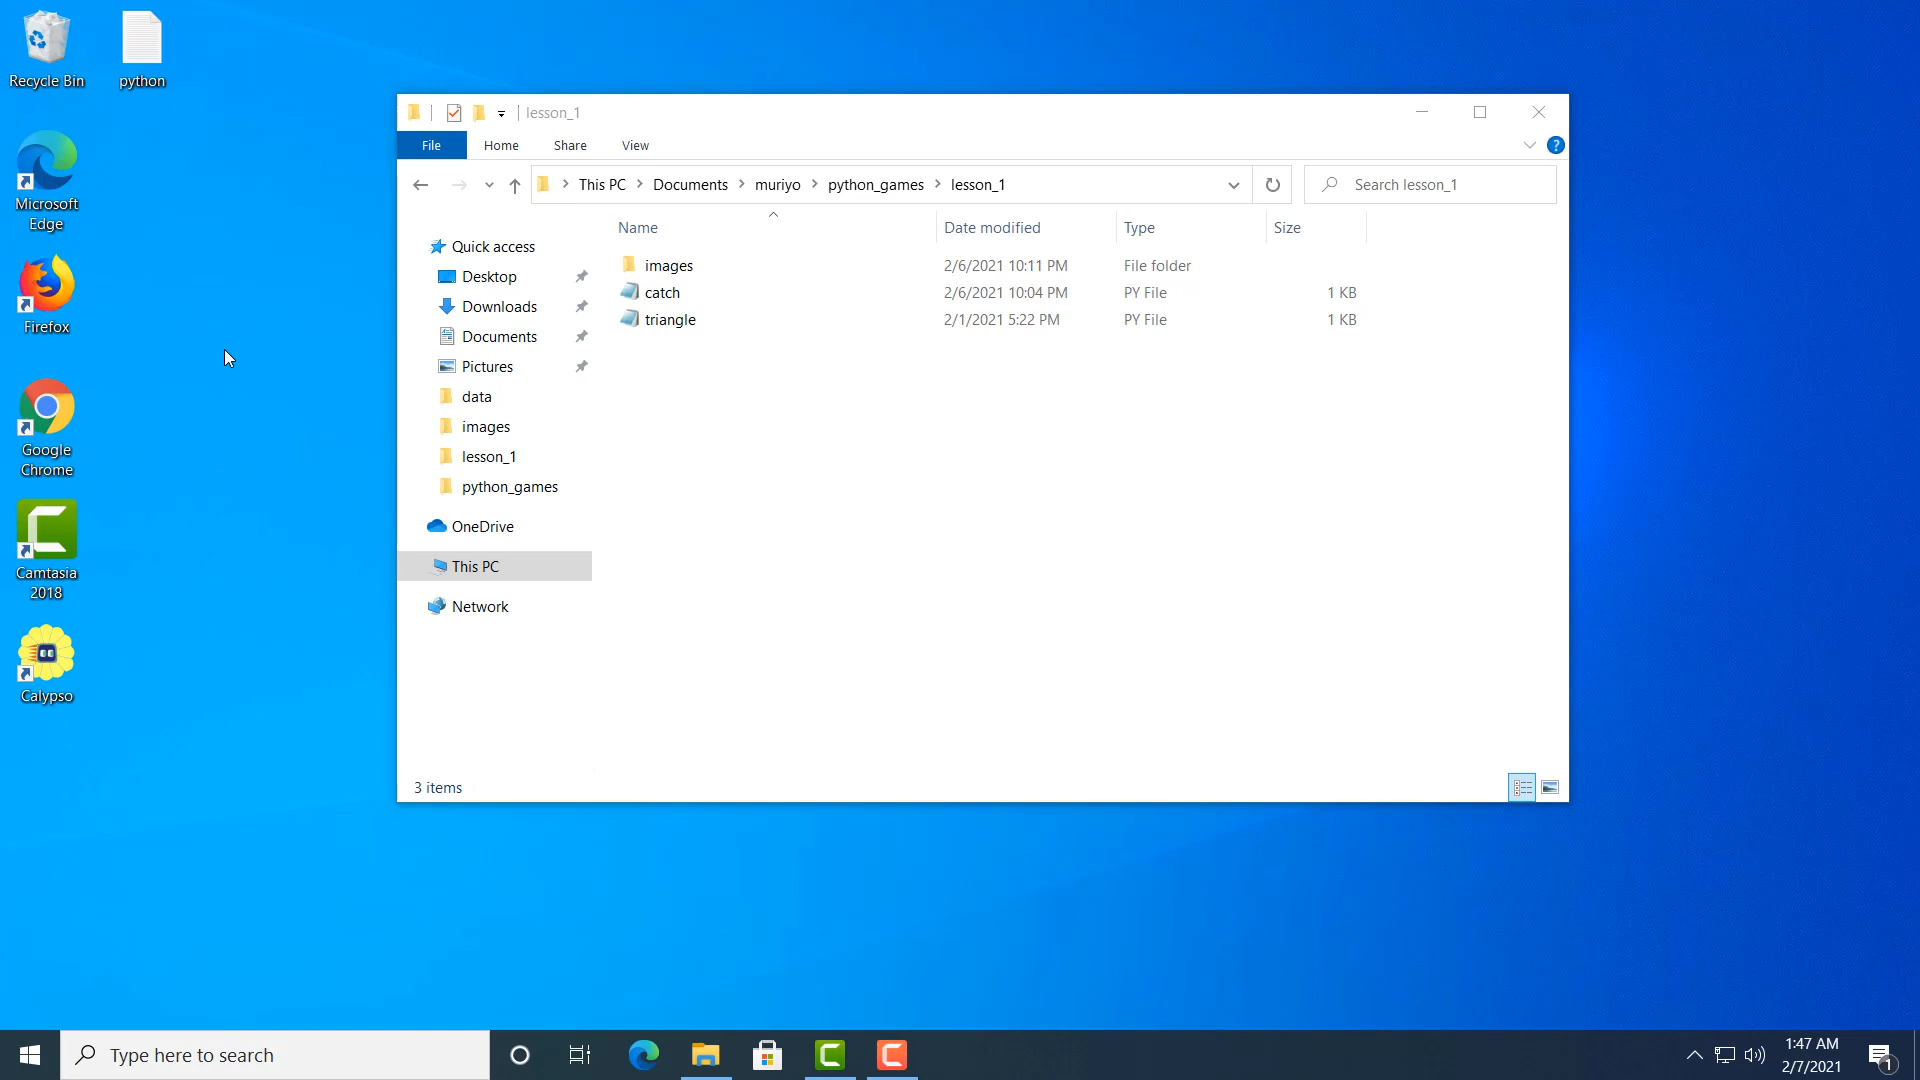 Recycle Bin
python
Microsoft
Edge
Firefox
Google
Chrome
Camtasia
2018
Calypso
lesson_1
File Home Share View
This PC Documents muriyo python_games lesson_1
Search lesson_1
Name Date modified Type Size
images 2/6/2021 10:11 PM File folder
catch 2/6/2021 10:04 PM PY File 1 KB
triangle 2/1/2021 5:22 PM PY File 1 KB
Quick access
Desktop
Downloads
Documents
Pictures
data
images
lesson_1
python_games
OneDrive
This PC
Network
3 items
Type here to search
1:47 AM
2/7/2021
1